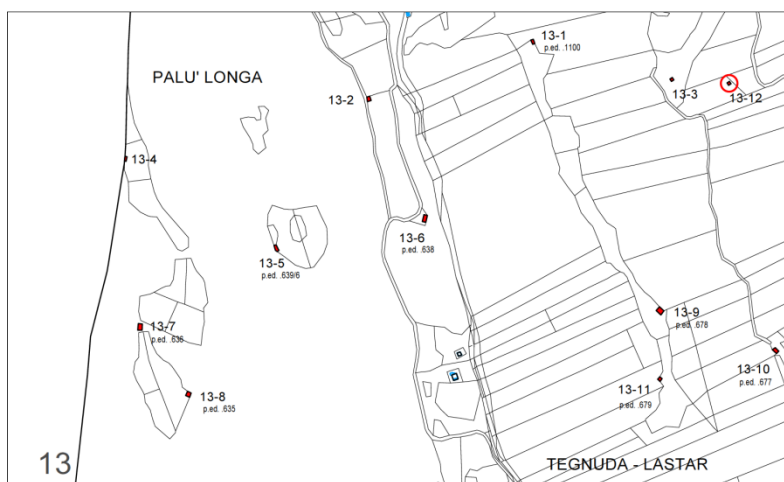 13-1
p.ed. .1100
PALU' LONGA
13-2
13-3
13-12
13-4
13-6
p.ed. .638
13-5
p.ed. .639/6
13-7
p.ed. .636
13-9
p.ed. .678
13-10
p.ed. .677
13-11
p.ed. .679
13-8
p.ed. .635
13
TEGNUDA - LASTAR